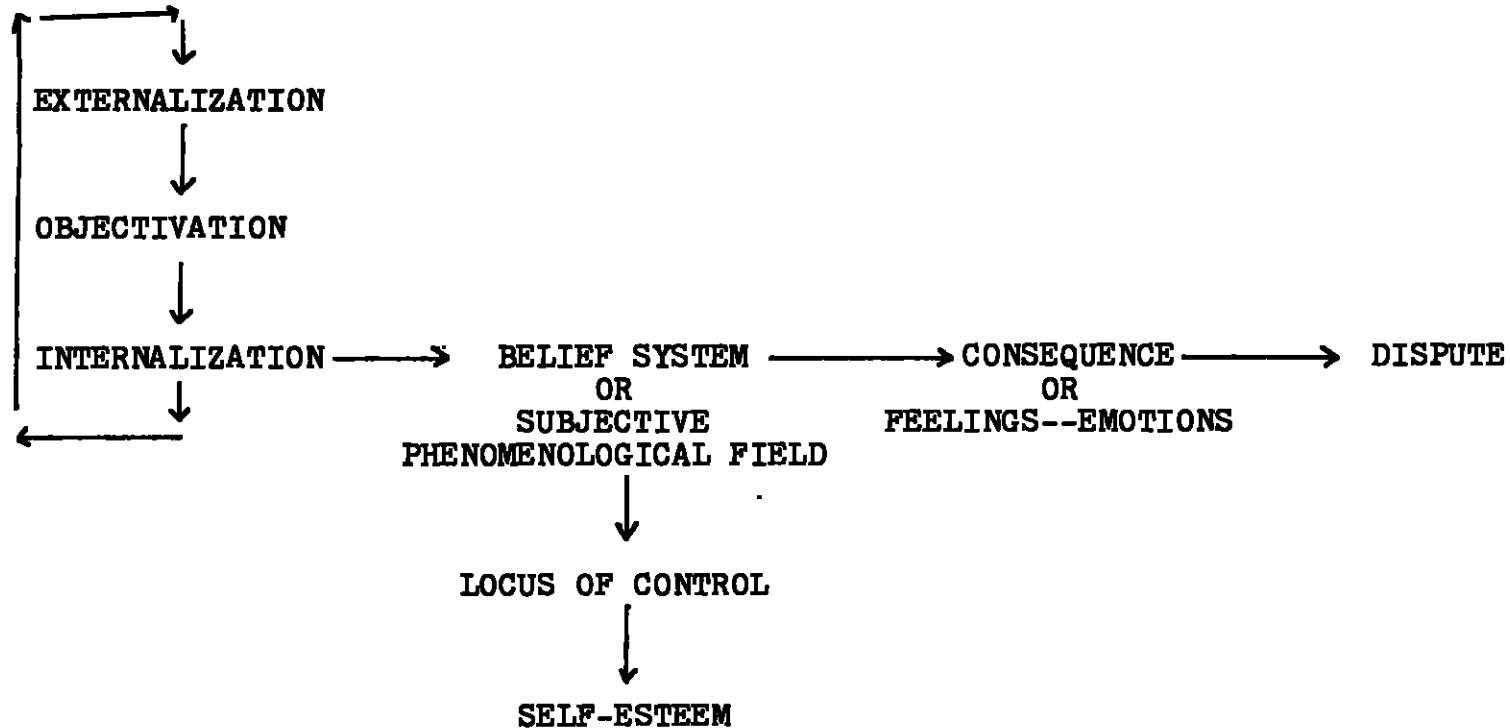 EXTERNALIZATION
OBJECTIVATION
INTERNALIZATION BELIEF SYSTEM CONSEQUENCE DISPUTE
OR OR
SUBJECTIVE FEELINGS--EMOTIONS
PHENOMENOLOGICAL FIELD
LOCUS OF CONTROL
SELF-ESTEEM